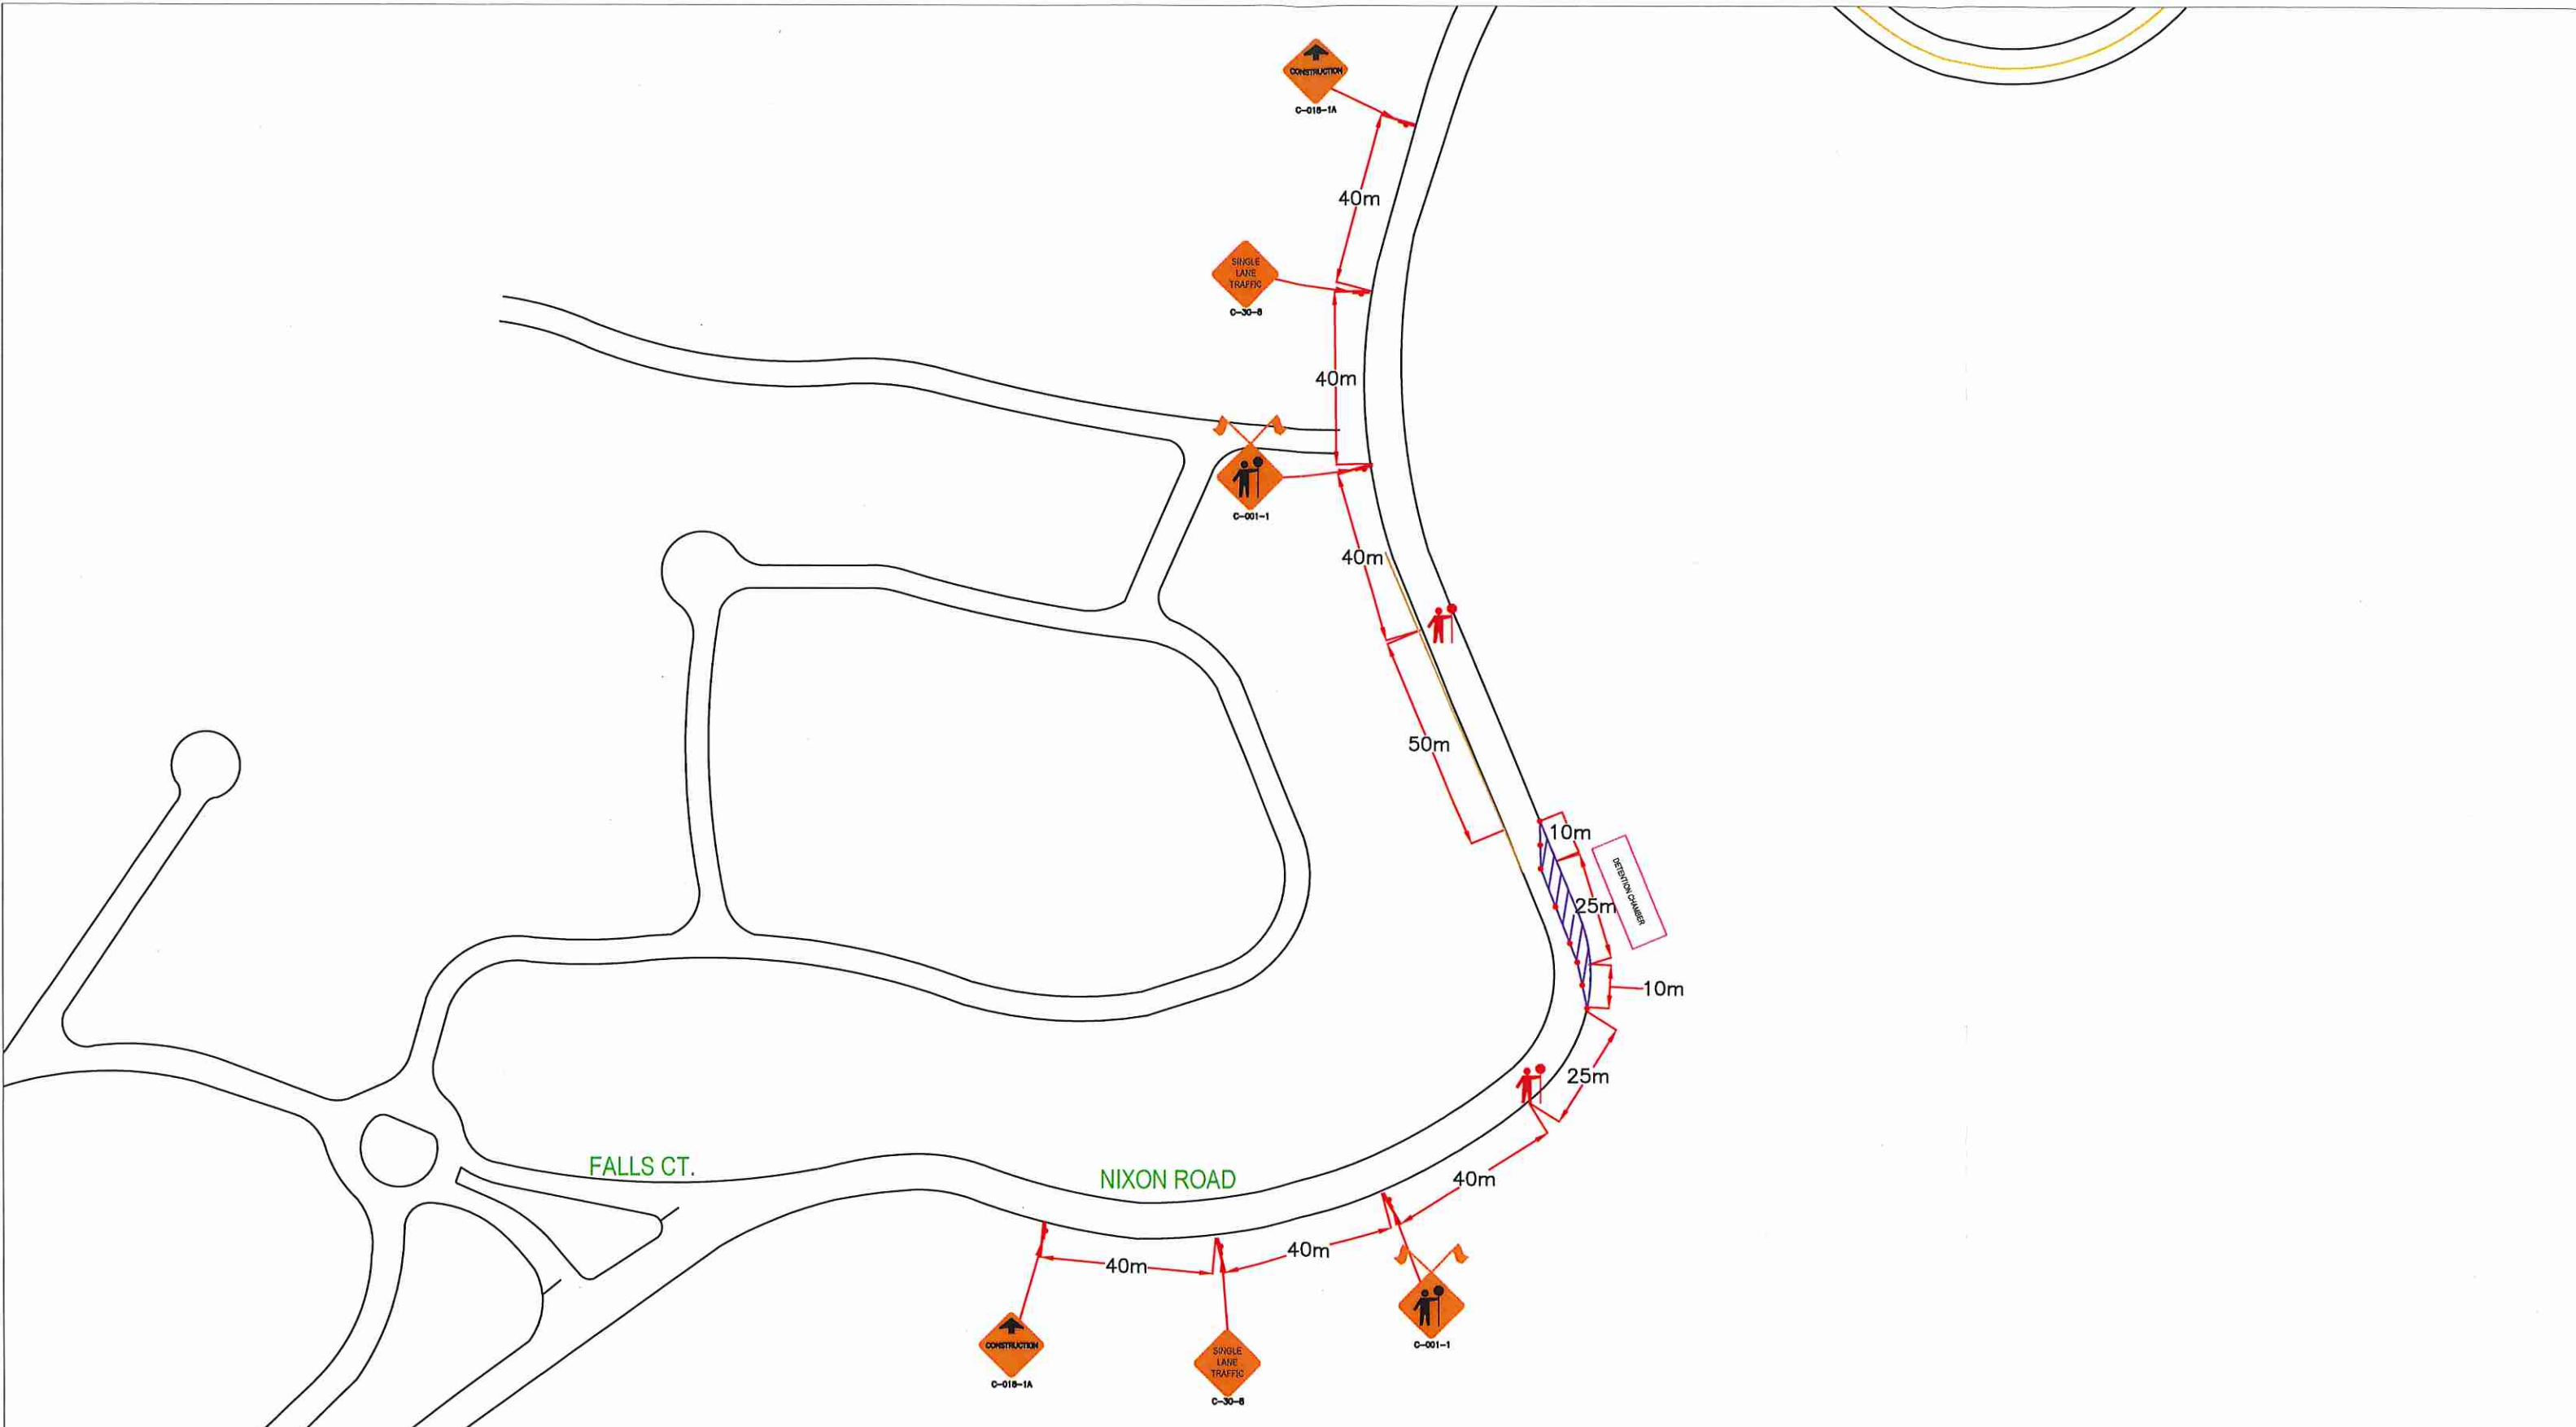 CONSTRUCTION
C-018-1A
40m
SINGLE
LANE
TRAFFIC
C-30-8
40m
C-001-1
40m
50m
10m
DETENTION CHAMBER
25m
10m
25m
FALLS CT.
NIXON ROAD
40m
40m
40m
CONSTRUCTION
C-018-1A
SINGLE
LANE
TRAFFIC
C-30-8
C-001-1